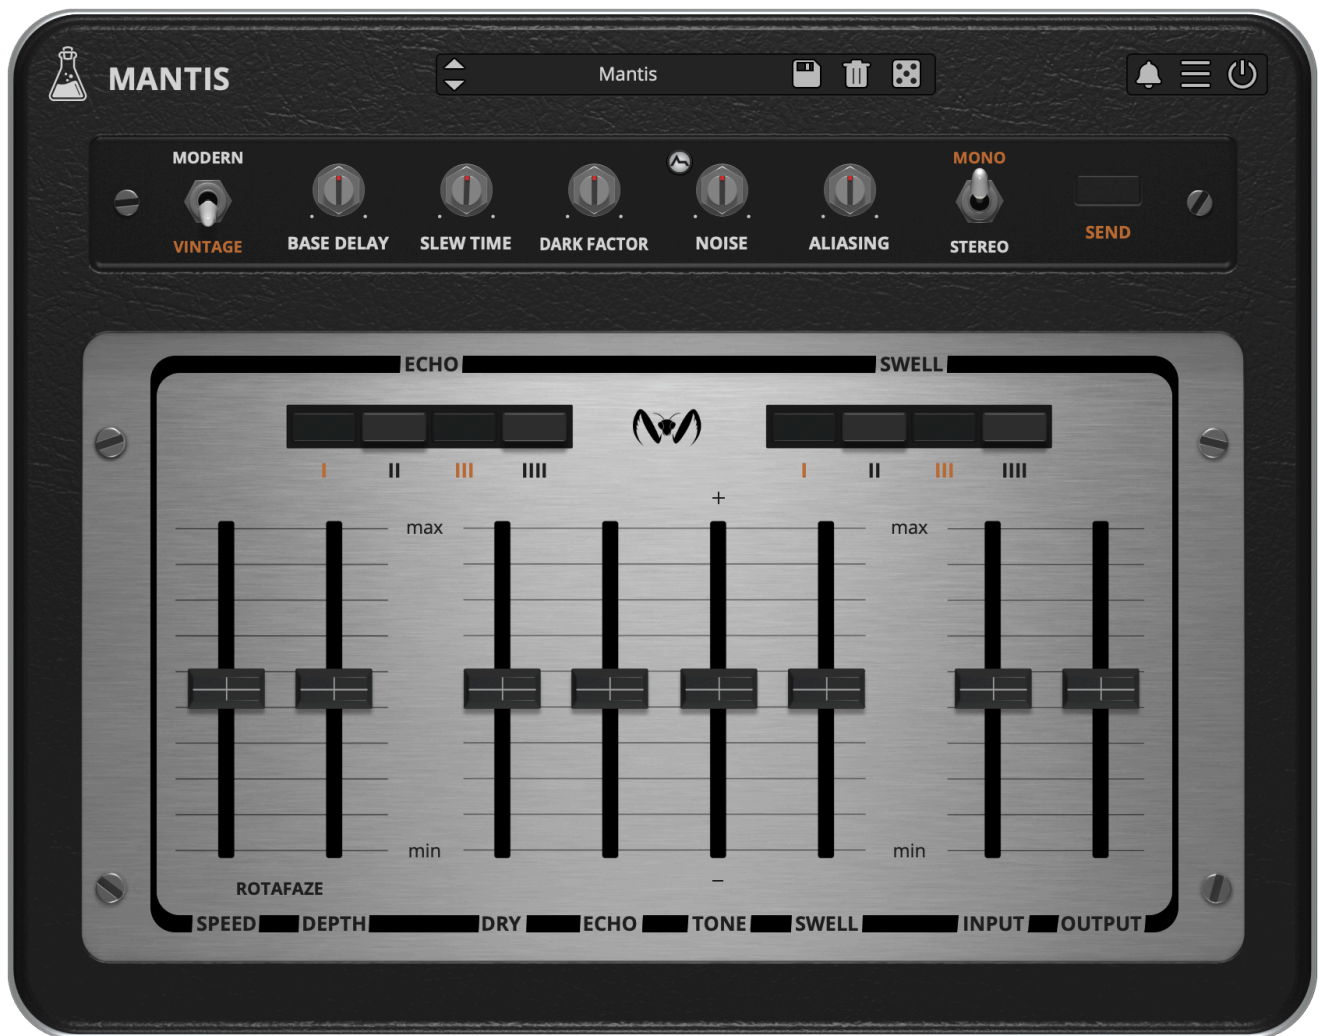 MANTIS
Mantis
MODERN
VINTAGE
BASE DELAY
SLEW TIME
DARK FACTOR
NOISE
ALIASING
MONO
STEREO
SEND
ECHO
SWELL
I II III IIII
I II III IIII
+
max
max
min
min
–
ROTAFAZE
SPEED DEPTH DRY ECHO TONE SWELL INPUT OUTPUT